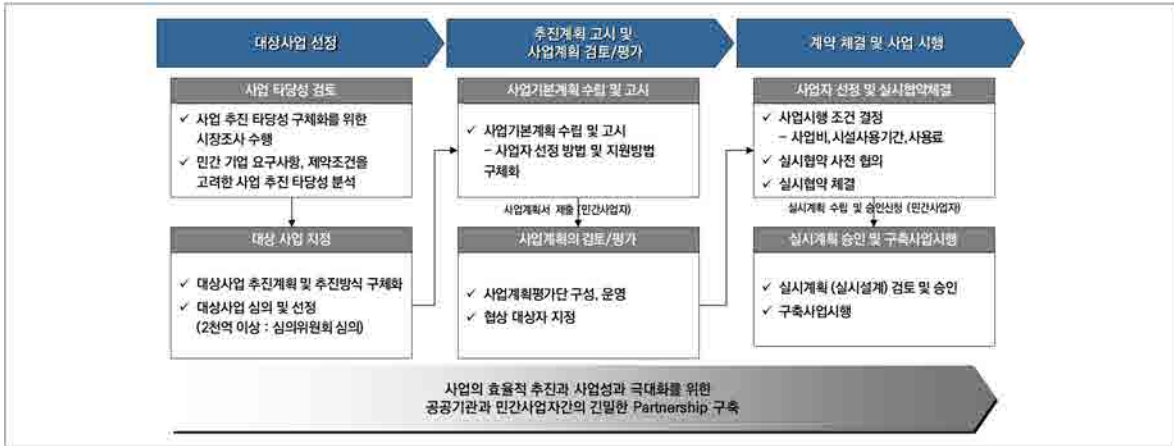 대상사업 선정
사업 타당성 검토
✓ 사업 추진 타당성 구체화를 위한
시장조사 수행
✓ 민간 기업 요구사항, 제약조건을
고려한 사업 추진 타당성 분석
대상 사업 지정
✓ 대상사업 추진계획 및 추진방식 구체화
✓ 대상사업 심의 및 선정
(2천억 이상 : 심의위원회 심의)
추진계획 고시 및
사업계획 검토/평가
사업기본계획 수립 및 고시
✓ 사업기본계획 수립 및 고시
– 사업자 선정 방법 및 지원방법
구체화
사업계획서 제출 (민간사업자)
사업계획의 검토/평가
✓ 사업계획평가단 구성, 운영
✓ 협상 대상자 지정
계약 체결 및 사업 시행
사업자 선정 및 실시협약체결
✓ 사업시행 조건 결정
– 사업비,시설사용기간,사용료
✓ 실시협약 사전 협의
✓ 실시협약 체결
실시계획 수립 및 승인신청 (민간사업자)
실시계획 승인 및 구축사업시행
✓ 실시계획 (실시설계) 검토 및 승인
✓ 구축사업시행
사업의 효율적 추진과 사업성과 극대화를 위한
공공기관과 민간사업자간의 긴밀한 Partnership 구축